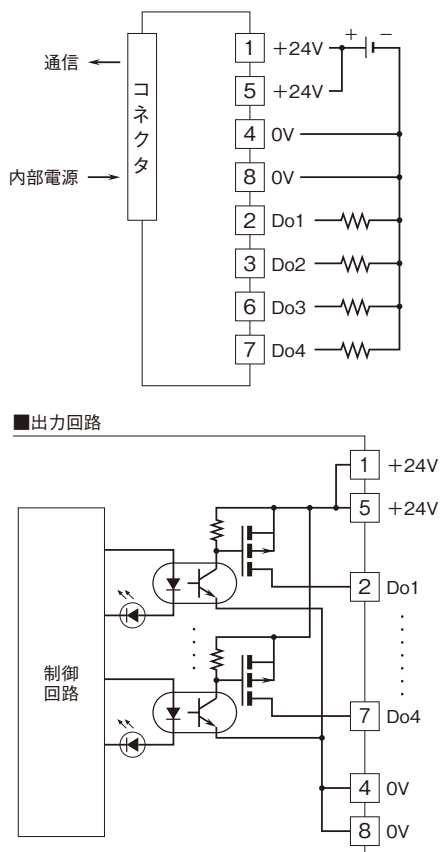 通信
コネクタ
内部電源
1 +24V + −
5 +24V
4 0V
8 0V
2 Do1
3 Do2
6 Do3
7 Do4
■出力回路
1 +24V
5 +24V
2 Do1
制御
回路
7 Do4
4 0V
8 0V